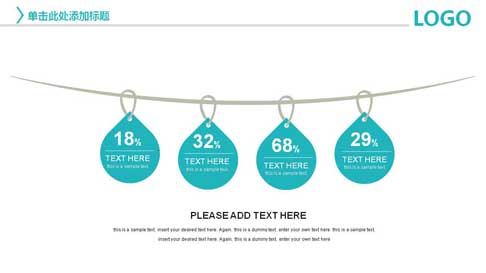 单击此处添加标题
LOGO
18%
TEXT HERE
this is a sample text.
32%
TEXT HERE
this is a sample text.
68%
TEXT HERE
this is a sample text.
29%
TEXT HERE
this is a sample text.
PLEASE ADD TEXT HERE
this is a sample text. insert your desired text. Again. this is a dummy text. enter your own text here. this is a sample text.
insert your desired text. Again. this is a dummy text. enter your own text here